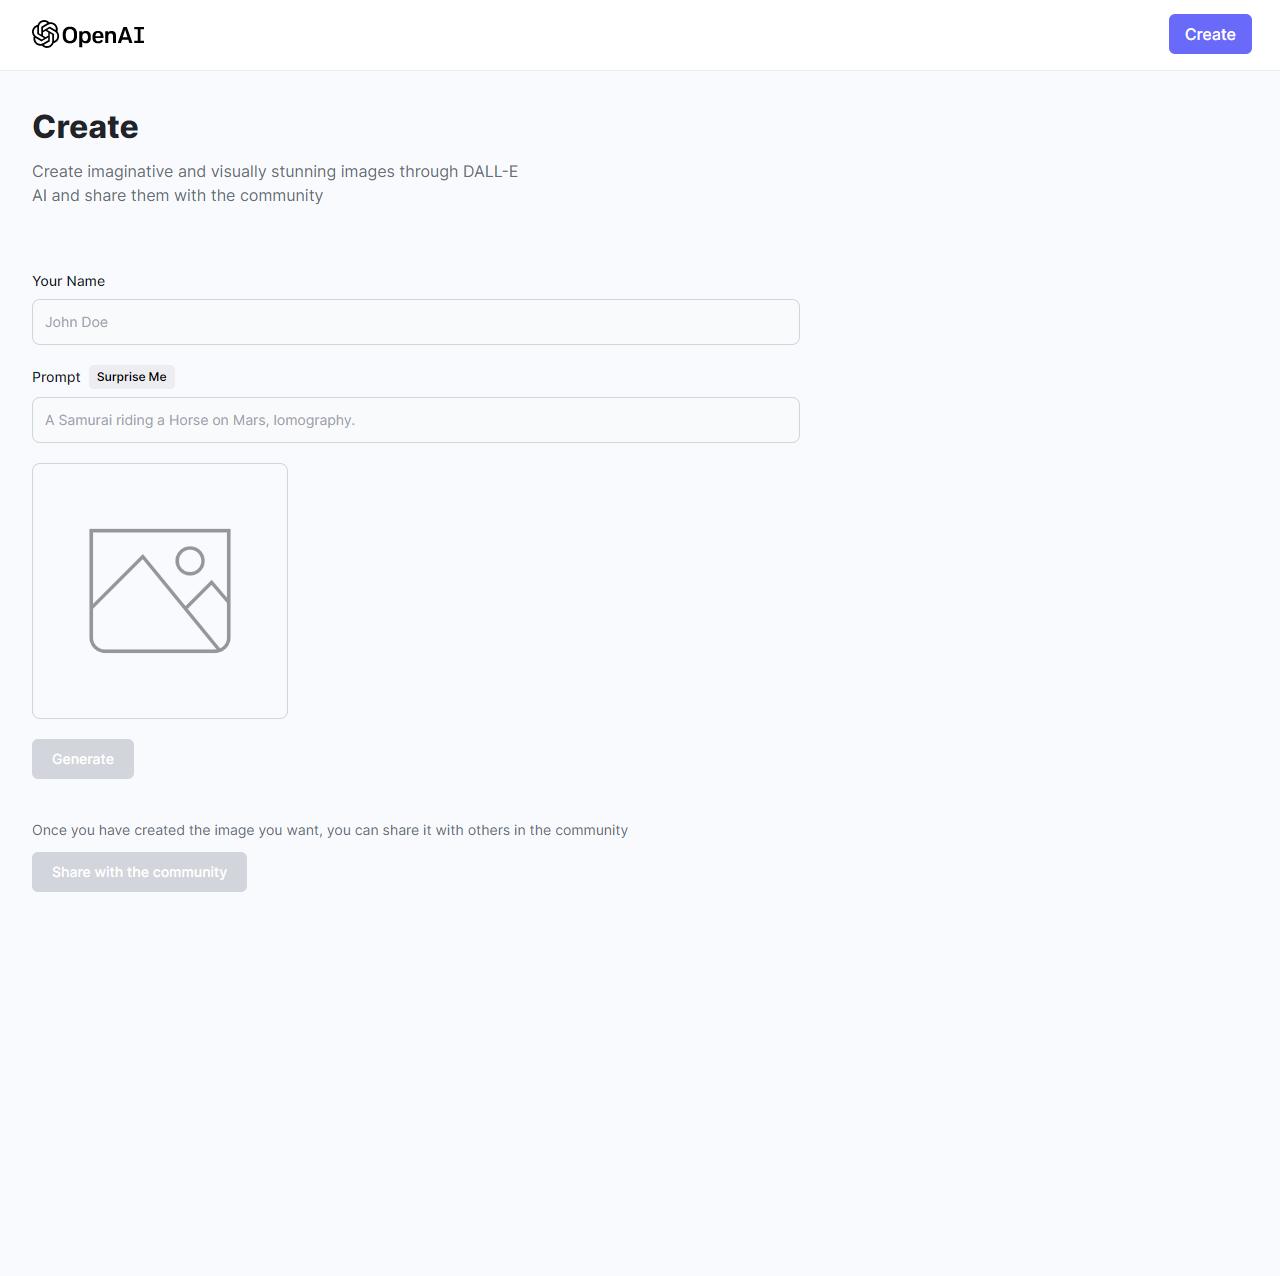 OpenAI
Create
Create
Create imaginative and visually stunning images through DALL-E
AI and share them with the community
Your Name
John Doe
Prompt Surprise Me
A Samurai riding a Horse on Mars, lomography.
Generate
Once you have created the image you want, you can share it with others in the community
Share with the community